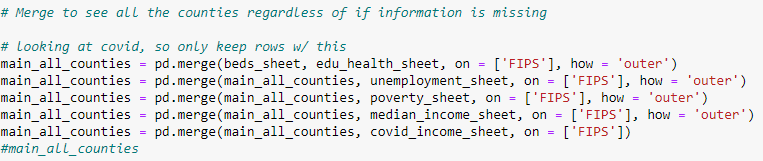 # Merge to see all the counties regardless of if information is missing
# looking at covid, so only keep rows w/ this
main_all_counties = pd.merge(beds_sheet, edu_health_sheet, on = ['FIPS'], how = 'outer')
main_all_counties = pd.merge(main_all_counties, unemployment_sheet, on = ['FIPS'], how = 'outer')
main_all_counties = pd.merge(main_all_counties, poverty_sheet, on = ['FIPS'], how = 'outer')
main_all_counties = pd.merge(main_all_counties, median_income_sheet, on = ['FIPS'], how = 'outer')
main_all_counties = pd.merge(main_all_counties, covid_income_sheet, on = ['FIPS'])
#main_all_counties